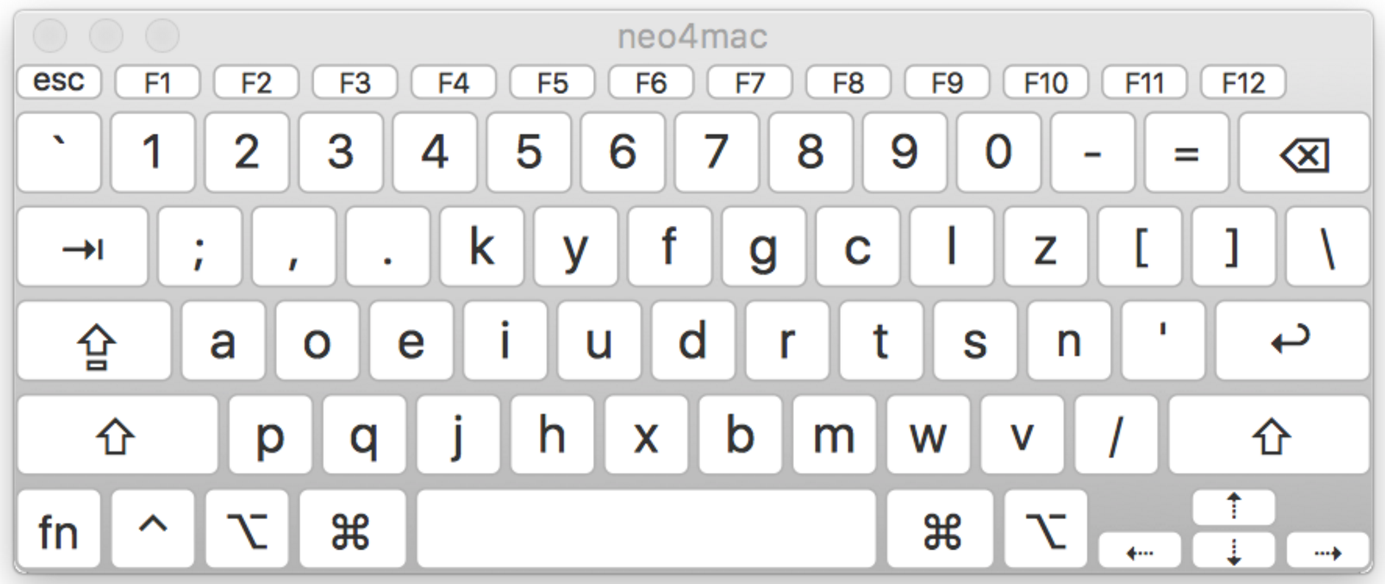 neo4mac
esc F1 F2 F3 F4 F5 F6 F7 F8 F9 F10 F11 F12
` 1 2 3 4 5 6 7 8 9 0 - = ⌫
⇥ ; , . k y f g c l z [ ] \
⇪ a o e i u d r t s n ' ↩
⇧ p q j h x b m w v / ⇧
fn ^ ⌥ ⌘ ⌘ ⌥ ⇠ ⇡ ⇣ ⇢